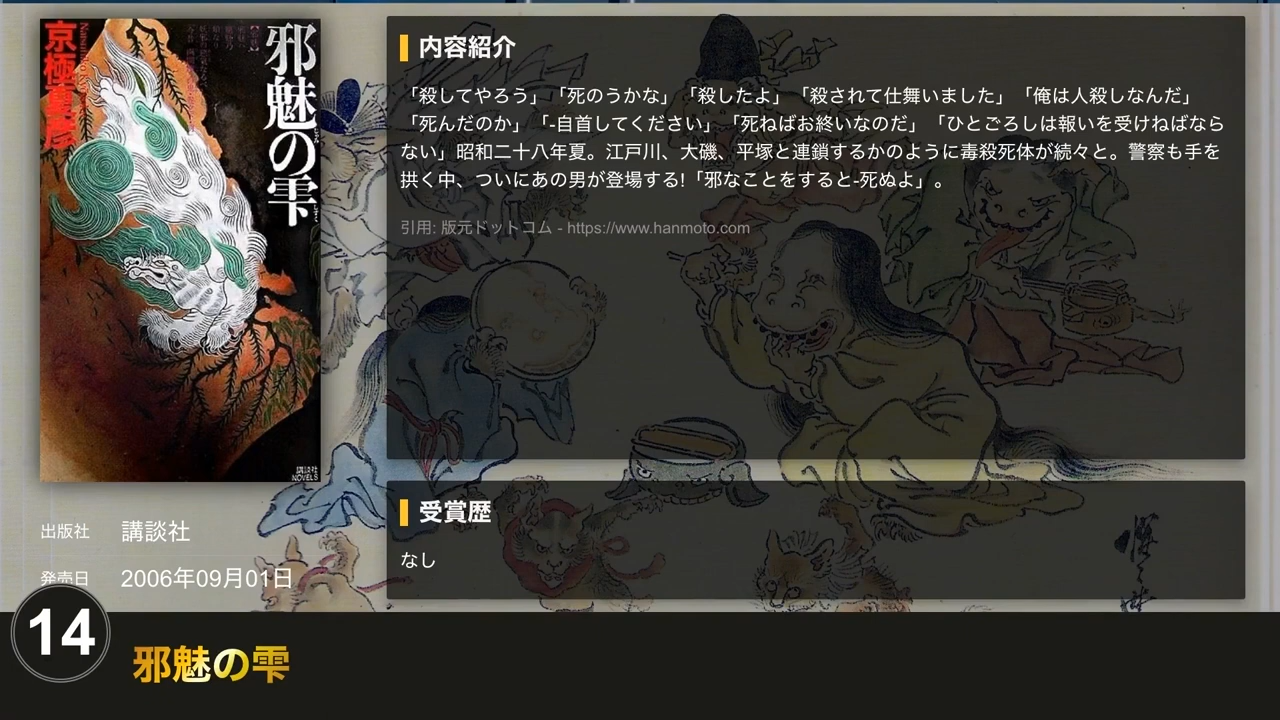 京極夏彦
邪魅の雫
じゃみ
しずく
講談社
NOVELS
内容紹介
「殺してやろう」「死のうかな」「殺したよ」「殺されて仕舞いました」「俺は人殺しなんだ」
「死んだのか」「-自首してください」「死ねばお終いなのだ」「ひとごろしは報いを受けねばなら
ない」昭和二十八年夏。江戸川、大磯、平塚と連鎖するかのように毒殺死体が続々と。警察も手を
拱く中、ついにあの男が登場する!「邪なことをすると-死ぬよ」。
引用: 版元ドットコム - https://www.hanmoto.com
受賞歴
なし
出版社 講談社
発売日 2006年09月01日
14
邪魅の雫